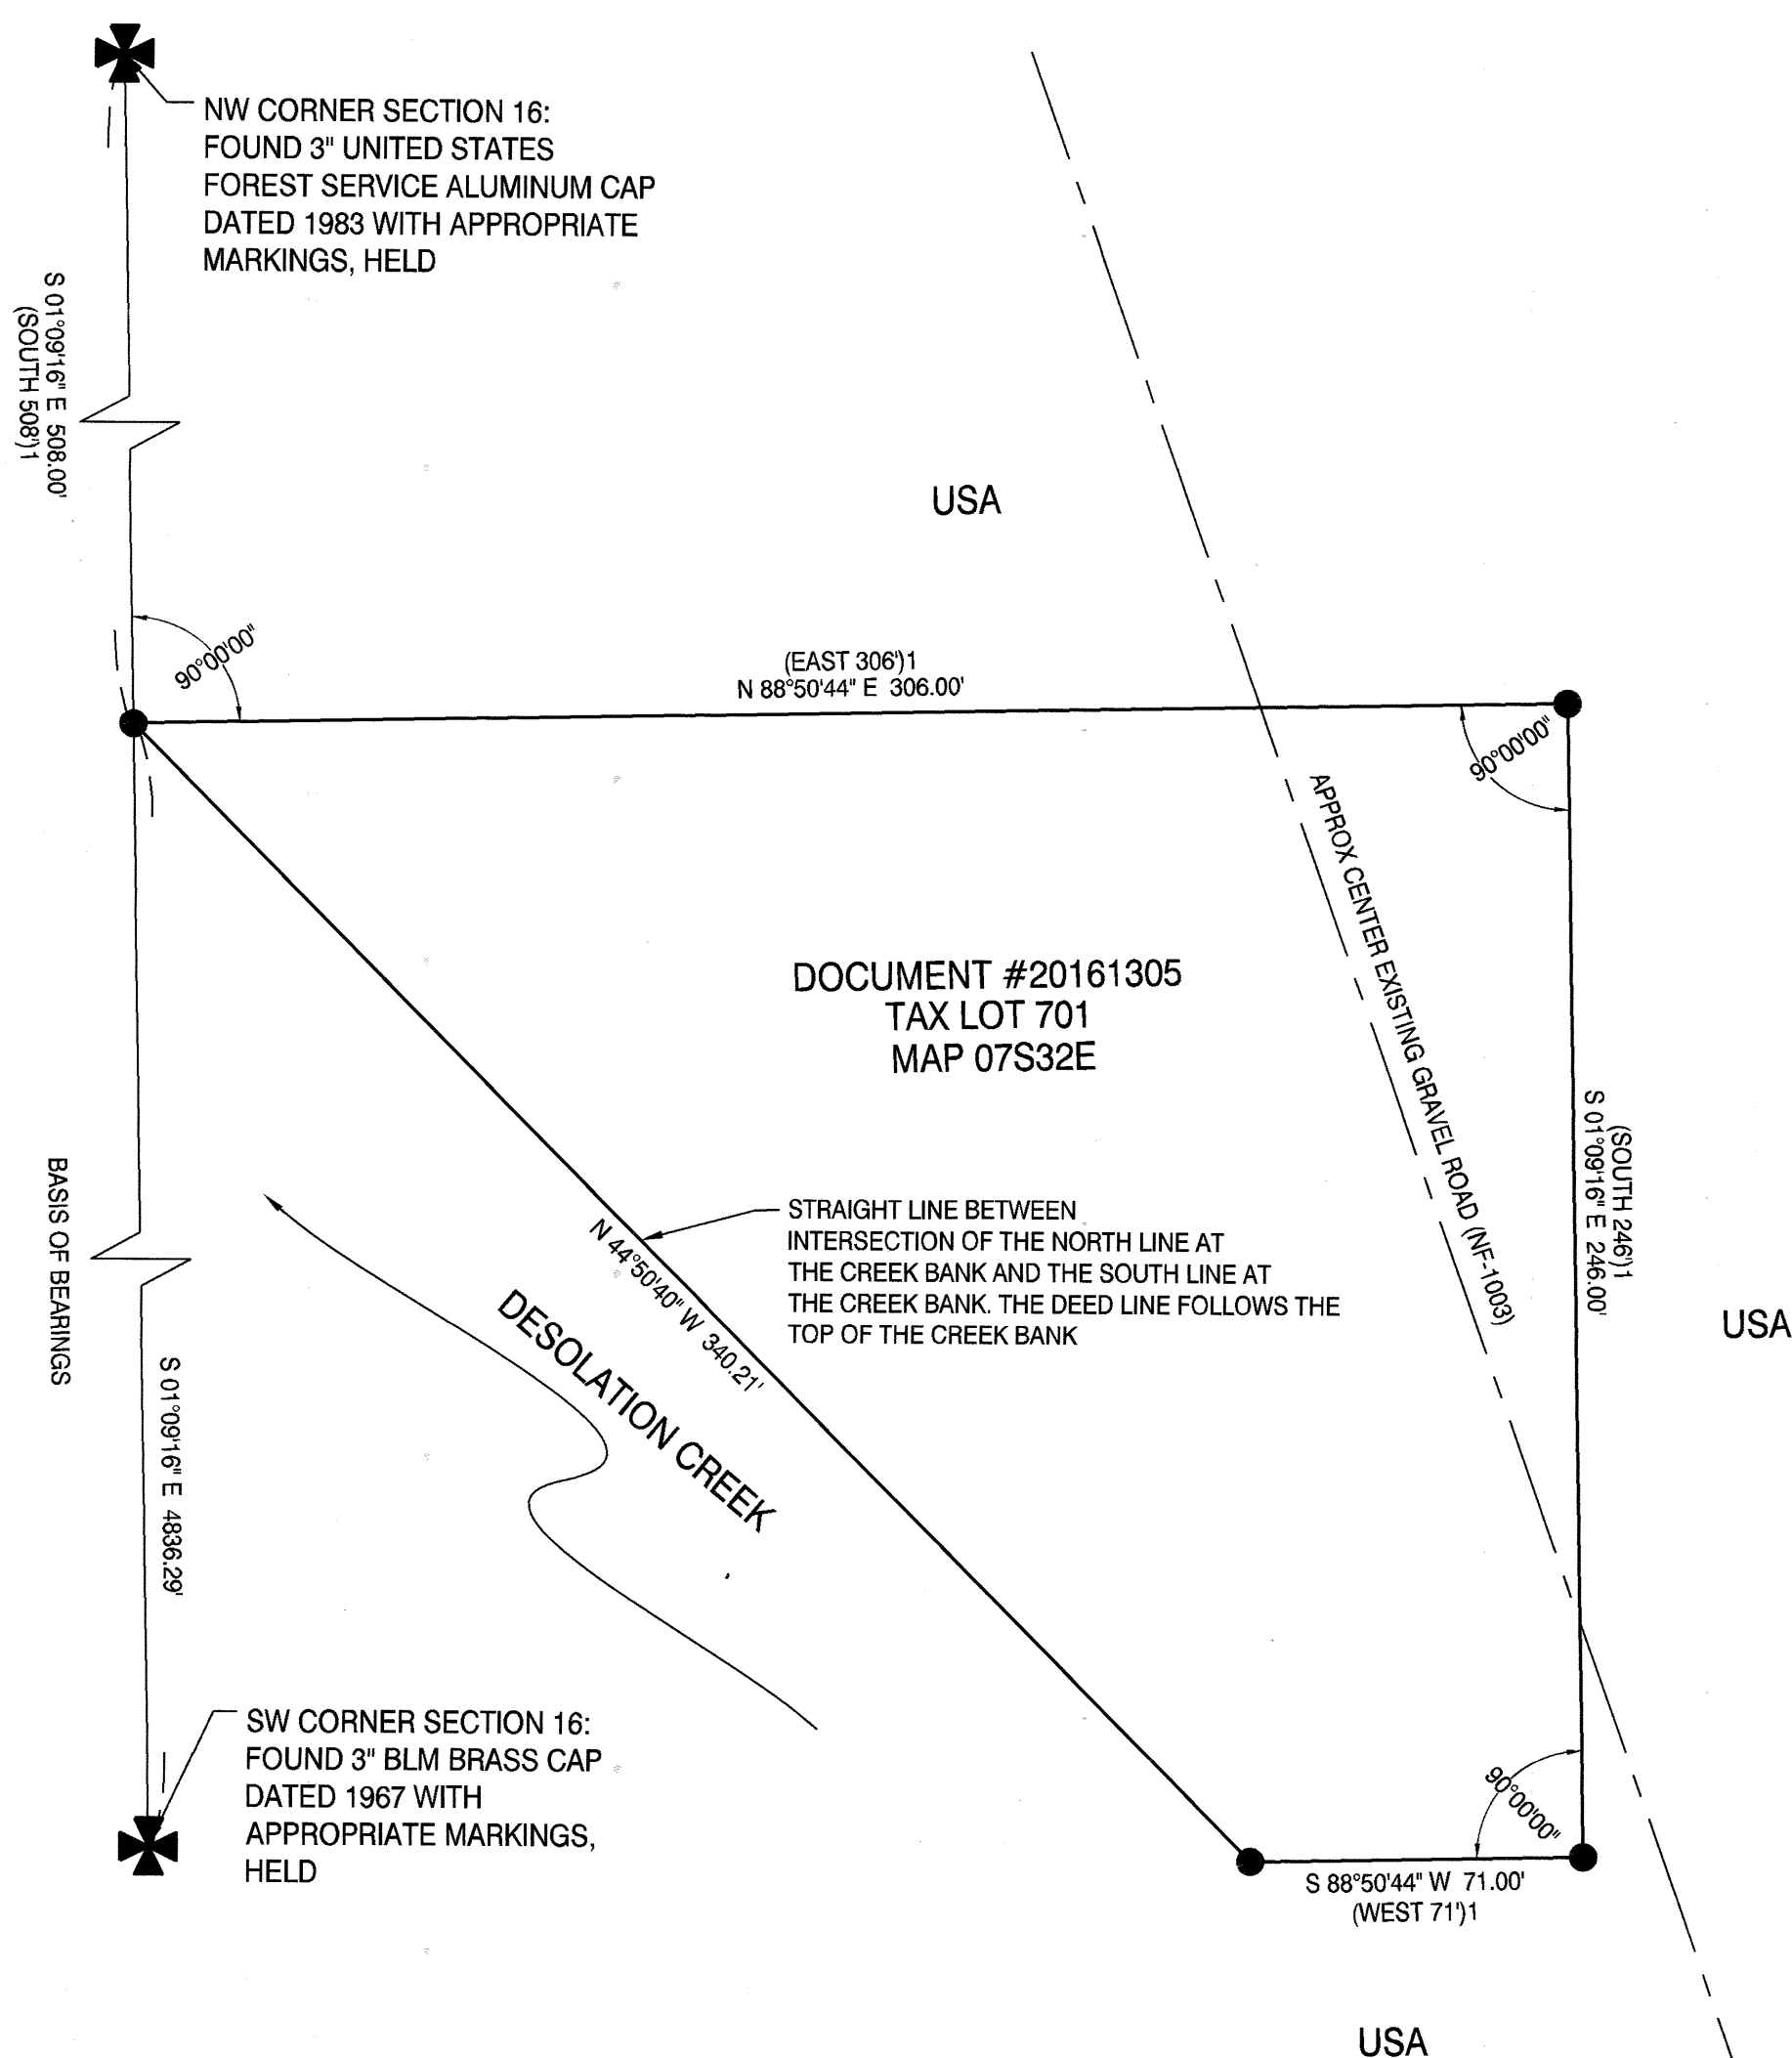 NW CORNER SECTION 16:
FOUND 3" UNITED STATES
FOREST SERVICE ALUMINUM CAP
DATED 1983 WITH APPROPRIATE
MARKINGS, HELD
S 01°09'16" E 508.00'
(SOUTH 508')1
USA
90°00'00"
(EAST 306')1
N 88°50'44" E 306.00'
90°00'00"
APPROX CENTER EXISTING GRAVEL ROAD (NF-1003)
DOCUMENT #20161305
TAX LOT 701
MAP 07S32E
(SOUTH 246')1
S 01°09'16" E 246.00'
USA
STRAIGHT LINE BETWEEN
INTERSECTION OF THE NORTH LINE AT
THE CREEK BANK AND THE SOUTH LINE AT
THE CREEK BANK. THE DEED LINE FOLLOWS THE
TOP OF THE CREEK BANK
N 44°50'40" W 340.21'
DESOLATION CREEK
BASIS OF BEARINGS
S 01°09'16" E 4836.29'
SW CORNER SECTION 16:
FOUND 3" BLM BRASS CAP
DATED 1967 WITH
APPROPRIATE MARKINGS,
HELD
90°00'00"
S 88°50'44" W 71.00'
(WEST 71')1
USA